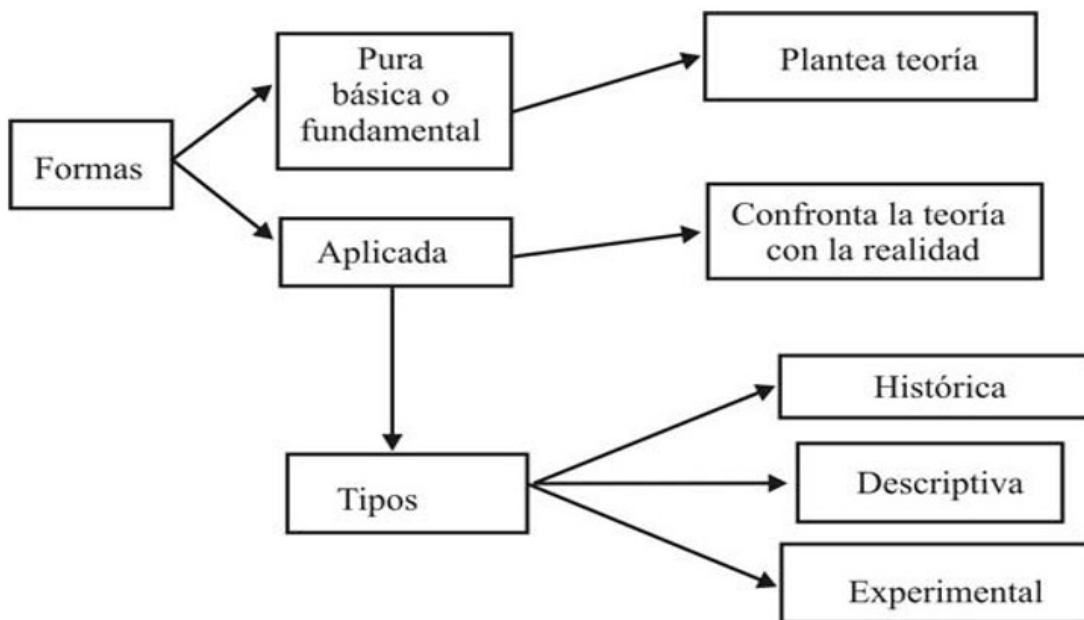 Formas
Pura
básica o
fundamental
Plantea teoría
Aplicada
Confronta la teoría
con la realidad
Tipos
Histórica
Descriptiva
Experimental